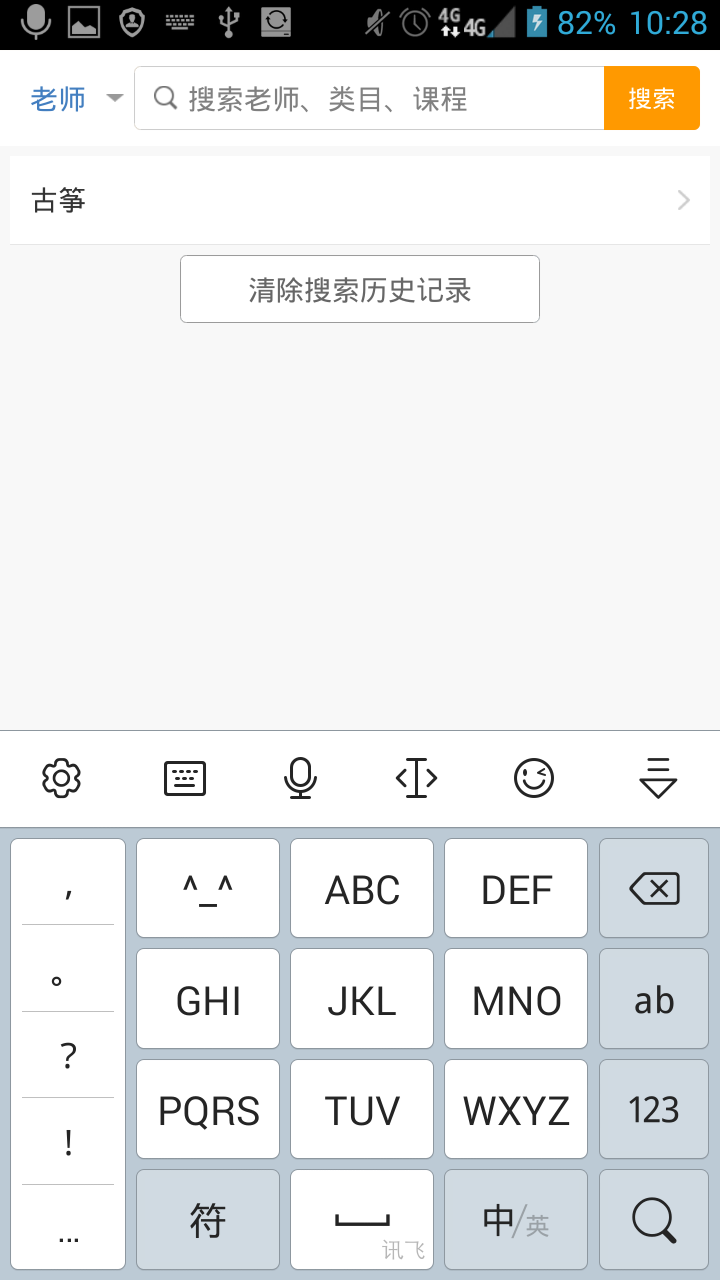 4G 4G 82% 10:28
老师 搜索老师、类目、课程 搜索
古筝
清除搜索历史记录
, ^_^ ABC DEF
。 GHI JKL MNO ab
? PQRS TUV WXYZ 123
!
... 符 讯飞 中/英